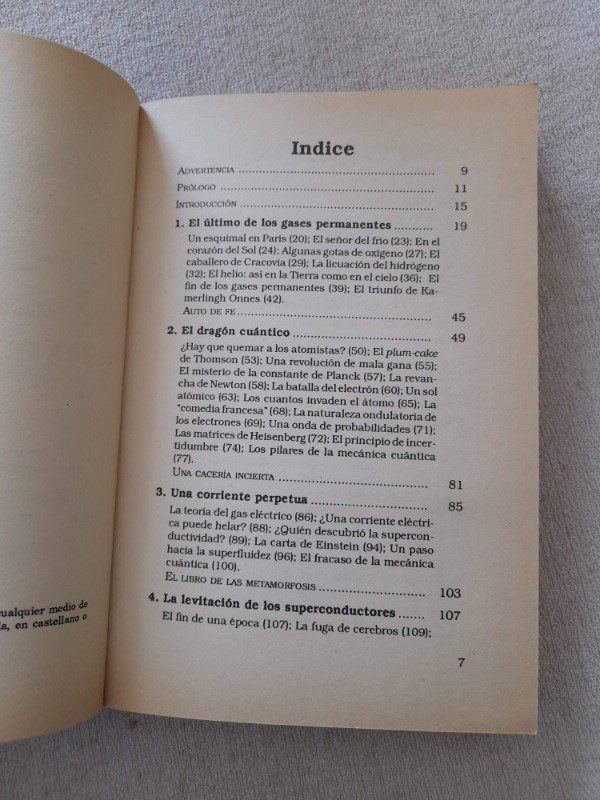 Indice
ADVERTENCIA ........ 9
PRÓLOGO ........ 11
INTRODUCCIÓN ........ 15
1. El último de los gases permanentes ........ 19
Un esquimal en Paris (20); El señor del frío (23); En el
corazón del Sol (24); Algunas gotas de oxígeno (27); El
caballero de Cracovia (29); La licuación del hidrógeno
(32); El helio: asi en la Tierra como en el cielo (36); El
fin de los gases permanentes (39); El triunfo de Ka-
merlingh Onnes (42).
AUTO DE FE ........ 45
2. El dragón cuántico ........ 49
¿Hay que quemar a los atomistas? (50); El plum-cake
de Thomson (53); Una revolución de mala gana (55);
El misterio de la constante de Planck (57); La revan-
cha de Newton (58); La batalla del electrón (60); Un sol
atómico (63); Los cuantos invaden el átomo (65); La
"comedia francesa" (68); La naturaleza ondulatoria de
los electrones (69); Una onda de probabilidades (71);
Las matrices de Heisenberg (72); El principio de incer-
tidumbre (74); Los pilares de la mecánica cuántica
(77).
UNA CACERÍA INCIERTA ........ 81
3. Una corriente perpetua ........ 85
La teoría del gas eléctrico (86); ¿Una corriente eléctri-
ca puede helar? (88); ¿Quién descubrió la supercon-
ductividad? (89); La carta de Einstein (94); Un paso
hacia la superfluidez (96); El fracaso de la mecánica
cuántica (100).
EL LIBRO DE LAS METAMORFOSIS ........ 103
4. La levitación de los superconductores ........ 107
El fin de una época (107); La fuga de cerebros (109);
7
ualquier medio de
la, en castellano o